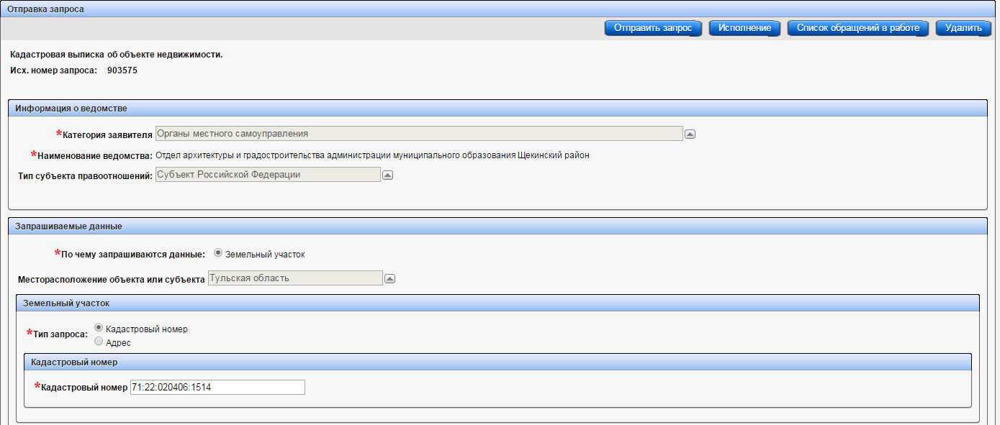 Отправка запроса
Отправить запрос Исполнение Список обращений в работе Удалить
Кадастровая выписка об объекте недвижимости.
Исх. номер запроса: 903575
Информация о ведомстве
*Категория заявителя Органы местного самоуправления
*Наименование ведомства: Отдел архитектуры и градостроительства администрации муниципального образования Щекинский район
Тип субъекта правоотношений: Субъект Российской Федерации
Запрашиваемые данные
*По чему запрашиваются данные: Земельный участок
Месторасположение объекта или субъекта Тульская область
Земельный участок
*Тип запроса: Кадастровый номер
Адрес
Кадастровый номер
*Кадастровый номер 71:22:020406:1514